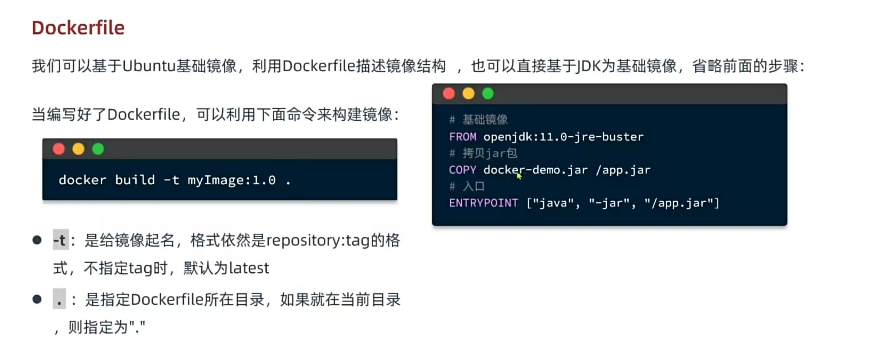 Dockerfile
我们可以基于Ubuntu基础镜像，利用Dockerfile描述镜像结构 ，也可以直接基于JDK为基础镜像，省略前面的步骤：
当编写好了Dockerfile，可以利用下面命令来构建镜像：
docker build -t myImage:1.0 .
-t：是给镜像起名，格式依然是repository:tag的格
式，不指定tag时，默认为latest
. ：是指定Dockerfile所在目录，如果就在当前目录
，则指定为"."
# 基础镜像
FROM openjdk:11.0-jre-buster
# 拷贝jar包
COPY docker-demo.jar /app.jar
# 入口
ENTRYPOINT ["java", "-jar", "/app.jar"]